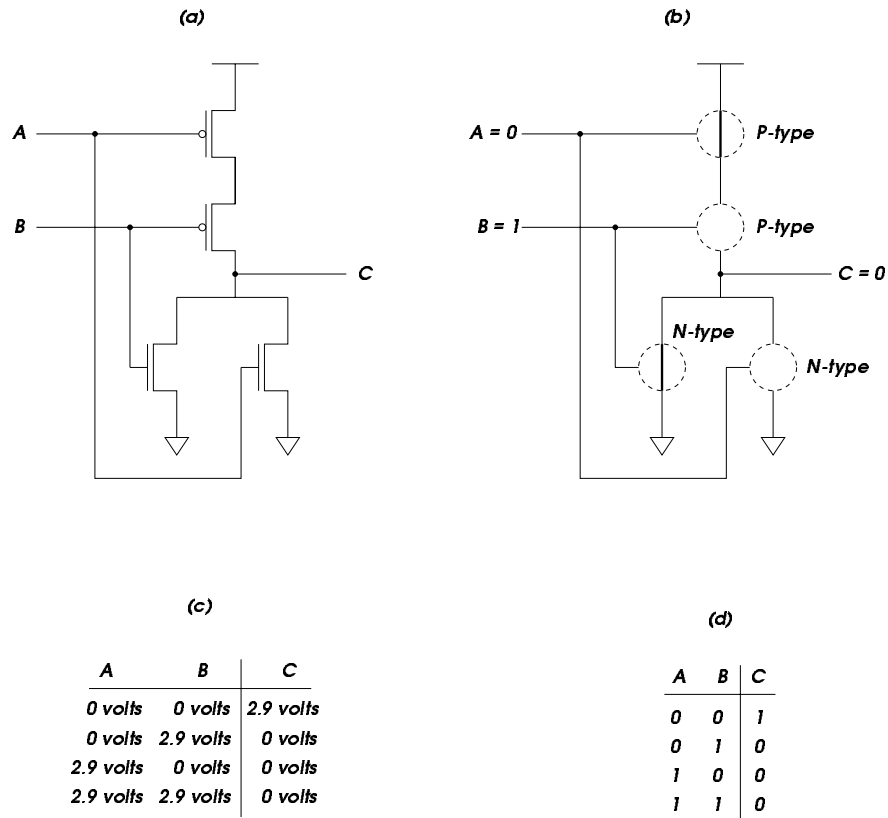 (a)
A
B
C
(b)
A = 0
P-type
B = 1
P-type
C = 0
N-type
N-type
(c)
A B C
0 volts 0 volts 2.9 volts
0 volts 2.9 volts 0 volts
2.9 volts 0 volts 0 volts
2.9 volts 2.9 volts 0 volts
(d)
A B C
0 0 1
0 1 0
1 0 0
1 1 0